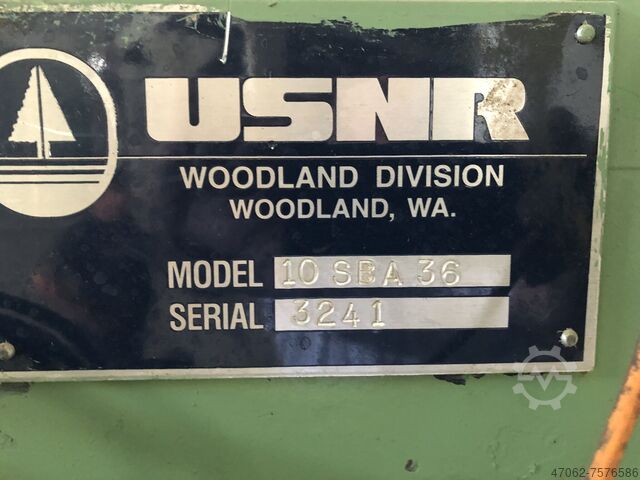 USNR
WOODLAND DIVISION
WOODLAND, WA.
MODEL 10 SBA 36
SERIAL 3241
47062-7576586